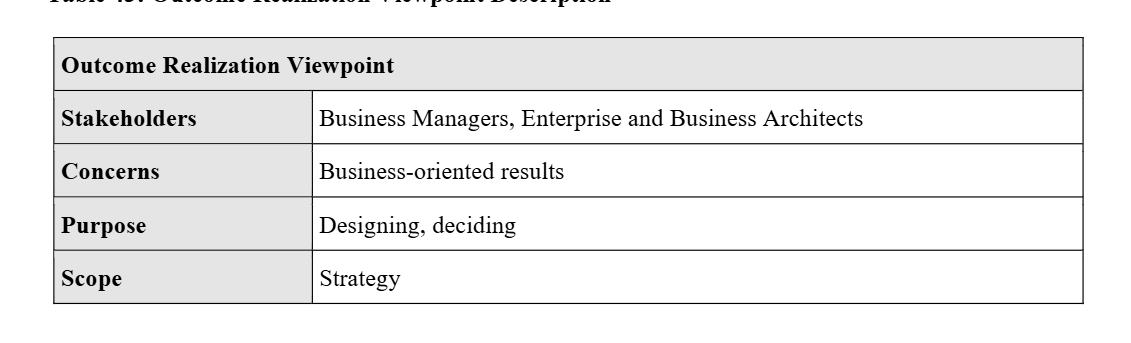 Outcome Realization Viewpoint
Stakeholders Business Managers, Enterprise and Business Architects
Concerns Business-oriented results
Purpose Designing, deciding
Scope Strategy